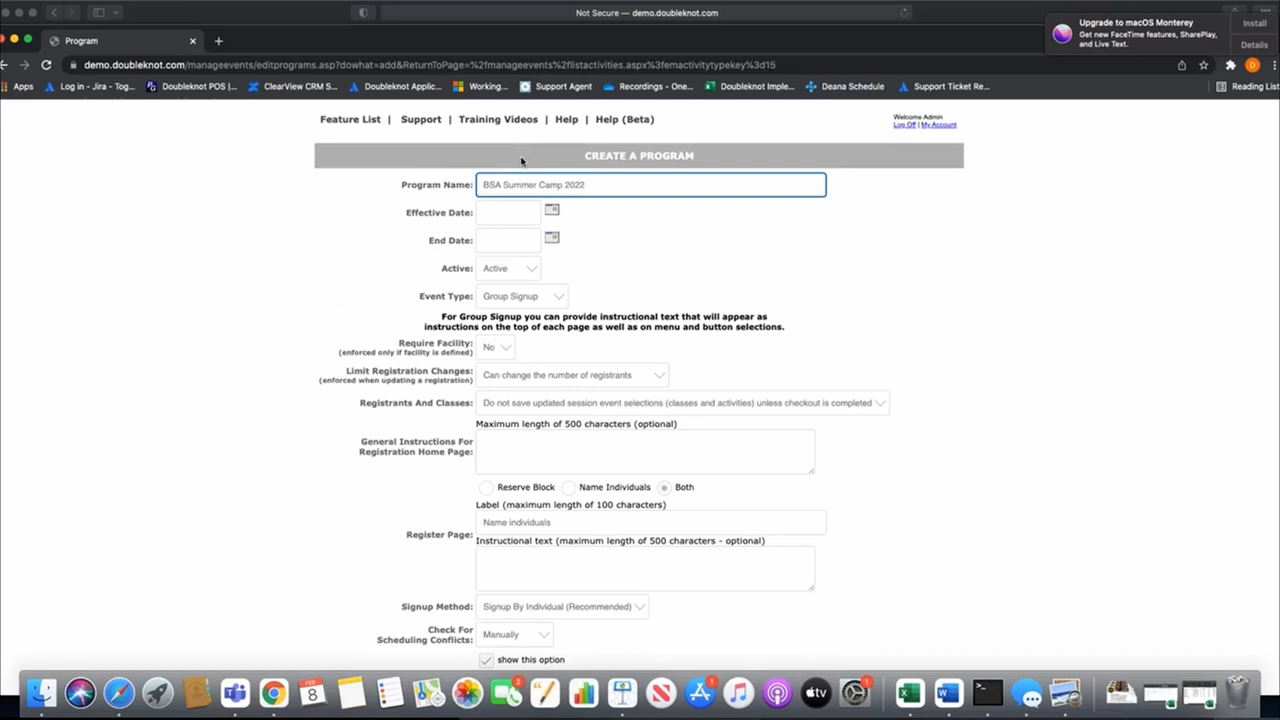 Not Secure — demo.doubleknot.com
Upgrade to macOS Monterey
Get new FaceTime features, SharePlay, and Live Text.
Install
Details
Program
demo.doubleknot.com/manageevents/editprograms.asp?dowhat=add&ReturnToPage=%2fmanageevents%2flistactivities.aspx%3femactivitytypekey%3d15
Apps
Log in - Jira - Tog...
Doubleknot POS |...
ClearView CRM S...
Doubleknot Applic...
Working...
Support Agent
Recordings - One...
Doubleknot Imple...
Deana Schedule
Support Ticket Re...
Reading List
Feature List | Support | Training Videos | Help | Help (Beta)
Welcome Admin
Log Off | My Account
CREATE A PROGRAM
Program Name: BSA Summer Camp 2022
Effective Date:
End Date:
Active: Active
Event Type: Group Signup
For Group Signup you can provide instructional text that will appear as
instructions on the top of each page as well as on menu and button selections.
Require Facility: No
(enforced only if facility is defined)
Limit Registration Changes: Can change the number of registrants
(enforced when updating a registration)
Registrants And Classes: Do not save updated session event selections (classes and activities) unless checkout is completed
Maximum length of 500 characters (optional)
General Instructions For
Registration Home Page:
Reserve Block Name Individuals Both
Label (maximum length of 100 characters)
Name individuals
Register Page:
Instructional text (maximum length of 500 characters - optional)
Signup Method: Signup By Individual (Recommended)
Check For
Scheduling Conflicts: Manually
show this option
FEB
8
2
1
tv
1